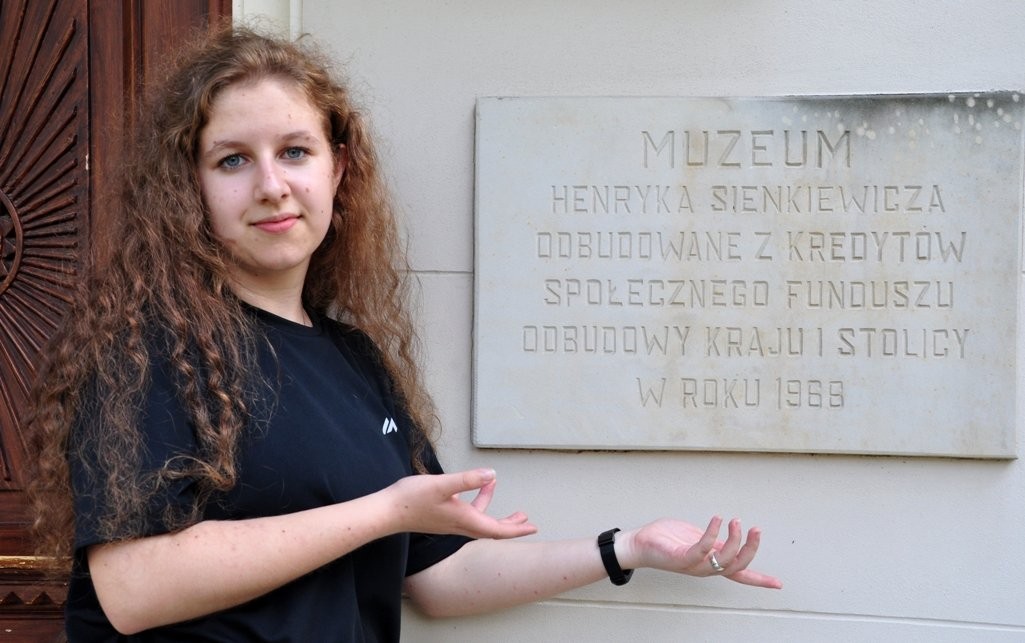 MUZEUM
HENRYKA SIENKIEWICZA
ODBUDOWANE Z KREDYTÓW
SPOŁECZNEGO FUNDUSZU
ODBUDOWY KRAJU I STOLICY
W ROKU 1968